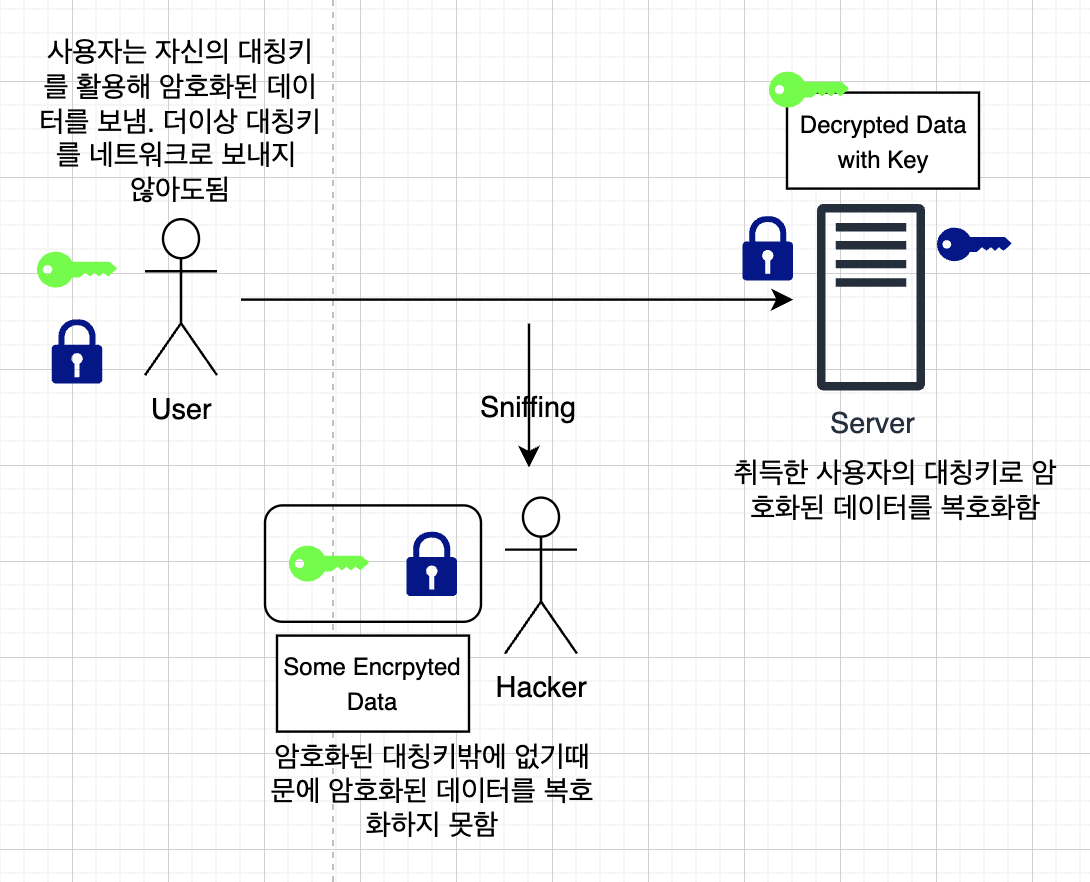 사용자는 자신의 대칭키
를 활용해 암호화된 데이
터를 보냄. 더이상 대칭키
를 네트워크로 보내지
않아도됨
User
Decrypted Data
with Key
Server
취득한 사용자의 대칭키로 암
호화된 데이터를 복호화함
Sniffing
Some Encrpyted
Data
Hacker
암호화된 대칭키밖에 없기때
문에 암호화된 데이터를 복호
화하지 못함